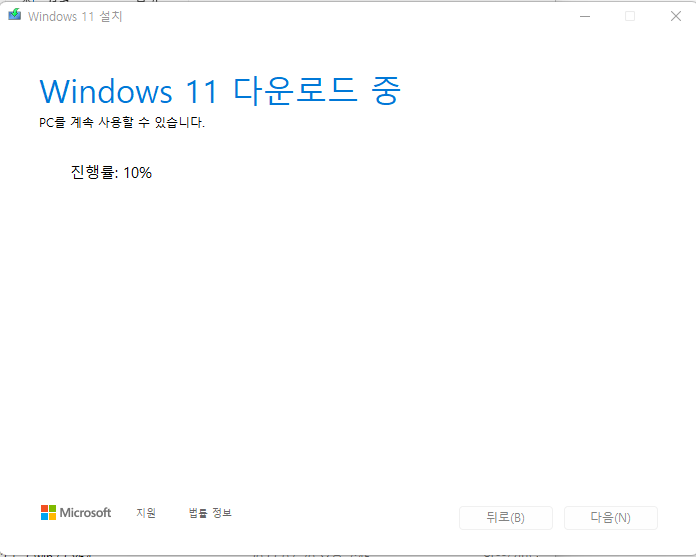 Windows 11 설치
Windows 11 다운로드 중
PC를 계속 사용할 수 있습니다.
진행률: 10%
Microsoft 지원 법률 정보 뒤로(B) 다음(N)